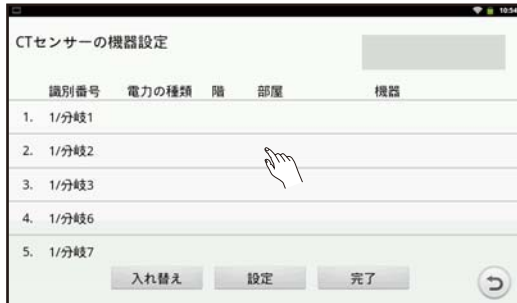 10:54
CTセンサーの機器設定
識別番号 電力の種類 階 部屋 機器
1. 1/分岐1
2. 1/分岐2
3. 1/分岐3
4. 1/分岐6
5. 1/分岐7
入れ替え 設定 完了